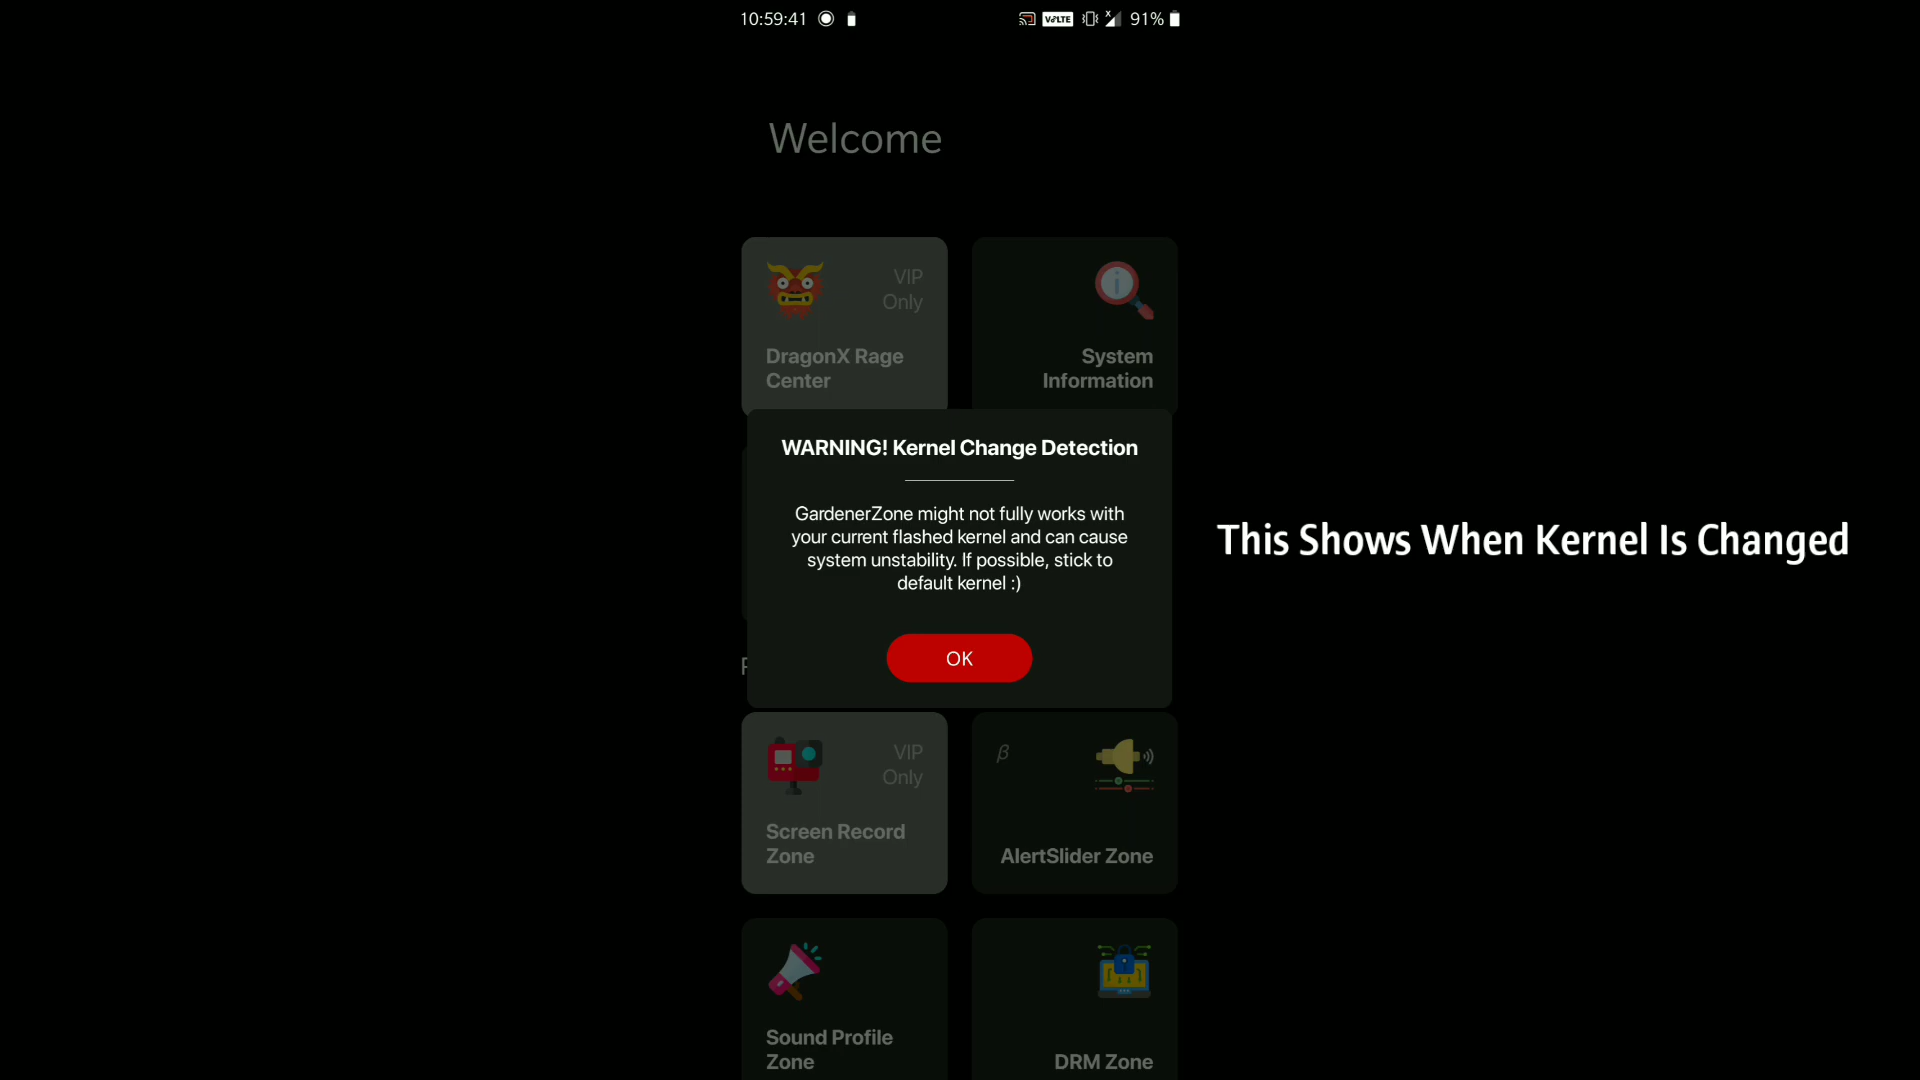 10:59:41
VoLTE
X
91%
Welcome
VIP
Only
DragonX Rage
Center
System
Information
WARNING! Kernel Change Detection
GardenerZone might not fully works with
your current flashed kernel and can cause
system unstability. If possible, stick to
default kernel :)
OK
This Shows When Kernel Is Changed
VIP
Only
Screen Record
Zone
β
AlertSlider Zone
Sound Profile
Zone
DRM Zone